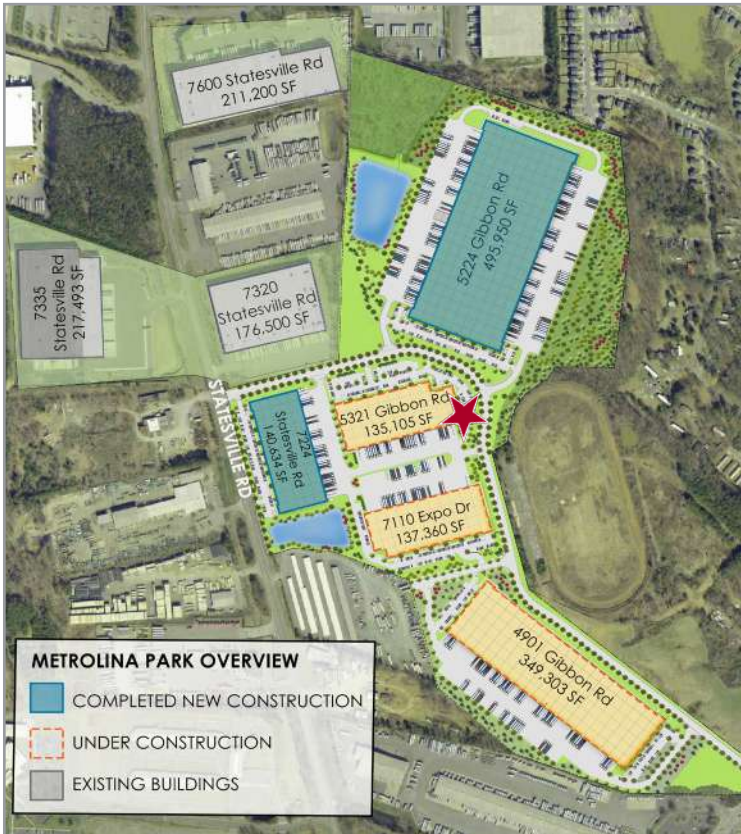 7600 Statesville Rd
211,200 SF
5224 Gibbon Rd
495,950 SF
7335
Statesville Rd
217,493 SF
7320
Statesville Rd
176,500 SF
STATESVILLE RD
7224
Statesville Rd
140,634 SF
5321 Gibbon Rd
135,105 SF
7110 Expo Dr
137,360 SF
4901 Gibbon Rd
349,303 SF
METROLINA PARK OVERVIEW
COMPLETED NEW CONSTRUCTION
UNDER CONSTRUCTION
EXISTING BUILDINGS